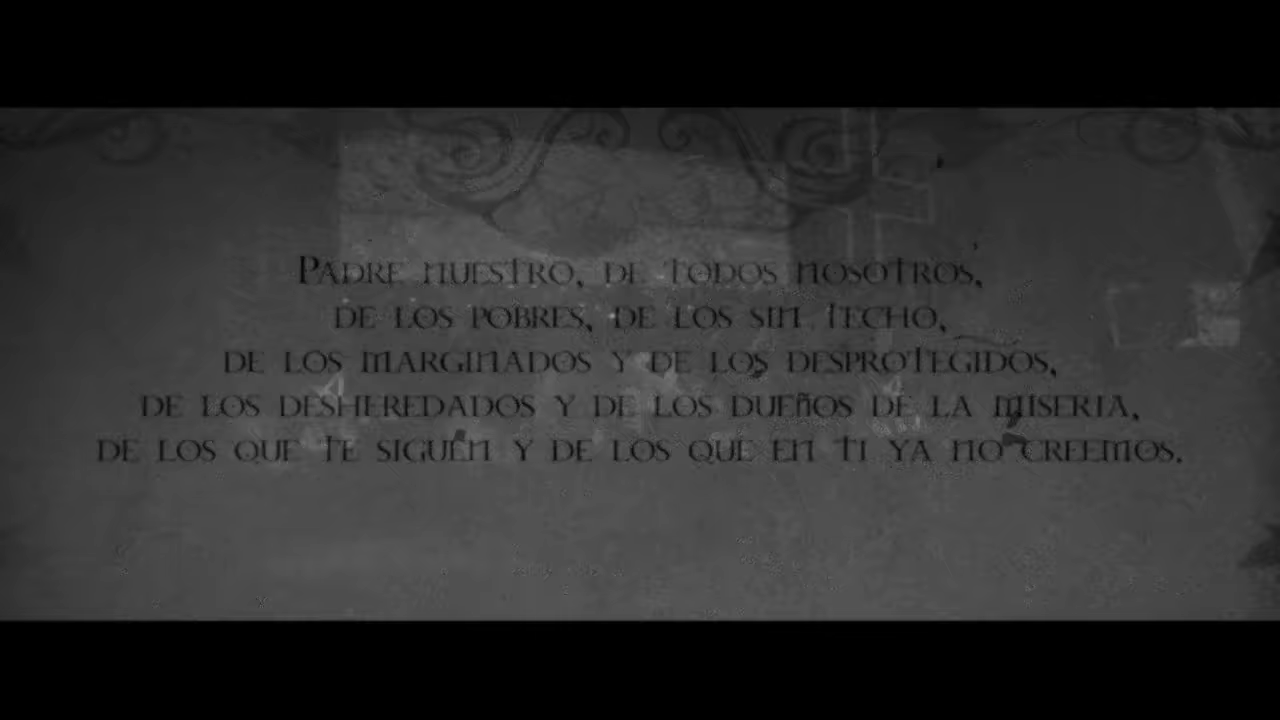 Padre nuestro, de todos nosotros,
de los pobres, de los sin techo,
de los marginados y de los desprotegidos,
de los desheredados y de los dueños de la miseria,
de los que te siguen y de los que en ti ya no creemos.